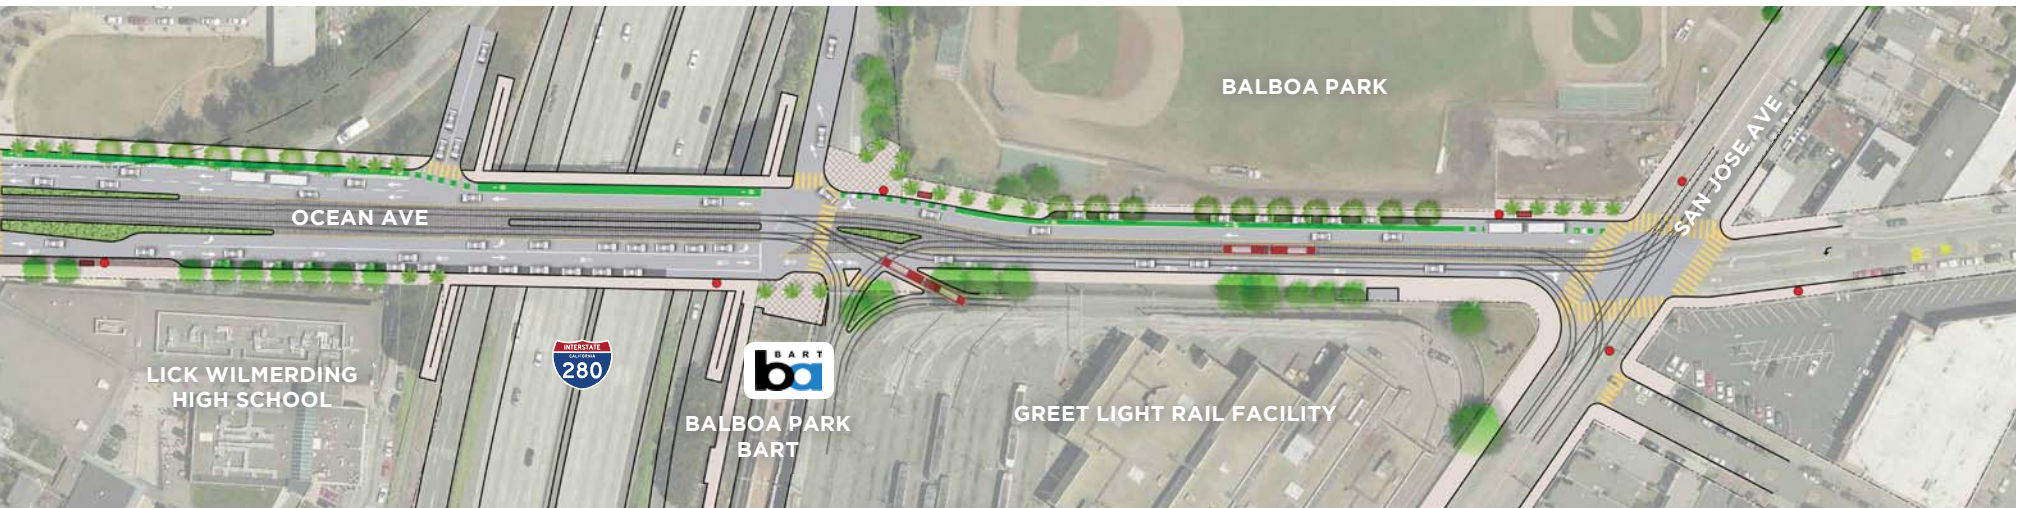 BALBOA PARK
SAN JOSE AVE
OCEAN AVE
INTERSTATE
CALIFORNIA
280
BART
ba
LICK WILMERDING
HIGH SCHOOL
BALBOA PARK
BART
GREET LIGHT RAIL FACILITY